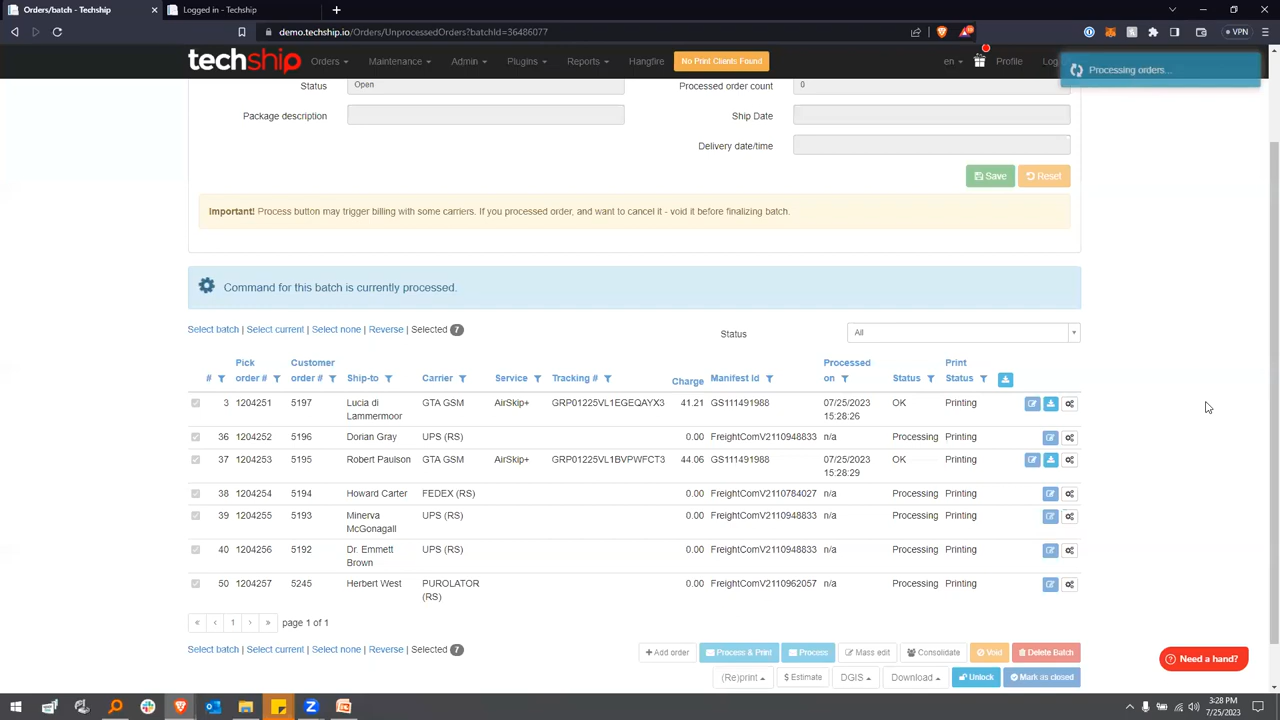 Orders/batch - Techship
Logged in - Techship
demo.techship.io/Orders/UnprocessedOrders?batchId=36486077
VPN
techship
Orders
Maintenance
Admin
Plugins
Reports
Hangfire
No Print Clients Found
en
Profile
Log
Processing orders...
Status
Open
Processed order count
0
Package description
Ship Date
Delivery date/time
Save
Reset
Important! Process button may trigger billing with some carriers. If you processed order, and want to cancel it - void it before finalizing batch.
Command for this batch is currently processed.
Select batch | Select current | Select none | Reverse | Selected 7
Status
All
# Pick order # Customer order # Ship-to Carrier Service Tracking # Charge Manifest Id Processed on Status Print Status
3 1204251 5197 Lucia di Lammermoor GTA GSM AirSkip+ GRP01225VL1EGEQAYX3 41.21 GS111491988 07/25/2023 15:28:26 OK Printing
36 1204252 5196 Dorian Gray UPS (RS) 0.00 FreightComV2110948833 n/a Processing Printing
37 1204253 5195 Robert Paulson GTA GSM AirSkip+ GRP01225VL1BVPWFCT3 44.06 GS111491988 07/25/2023 15:28:29 OK Printing
38 1204254 5194 Howard Carter FEDEX (RS) 0.00 FreightComV2110784027 n/a Processing Printing
39 1204255 5193 Minerva McGonagall UPS (RS) 0.00 FreightComV2110948833 n/a Processing Printing
40 1204256 5192 Dr. Emmett Brown UPS (RS) 0.00 FreightComV2110948833 n/a Processing Printing
50 1204257 5245 Herbert West PUROLATOR (RS) 0.00 FreightComV2110962057 n/a Processing Printing
« ‹ 1 › » page 1 of 1
Select batch | Select current | Select none | Reverse | Selected 7
+ Add order
Process & Print
Process
Mass edit
Consolidate
Void
Delete Batch
(Re)print
$ Estimate
DGIS
Download
Unlock
Mark as closed
Need a hand?
3:28 PM
7/25/2023